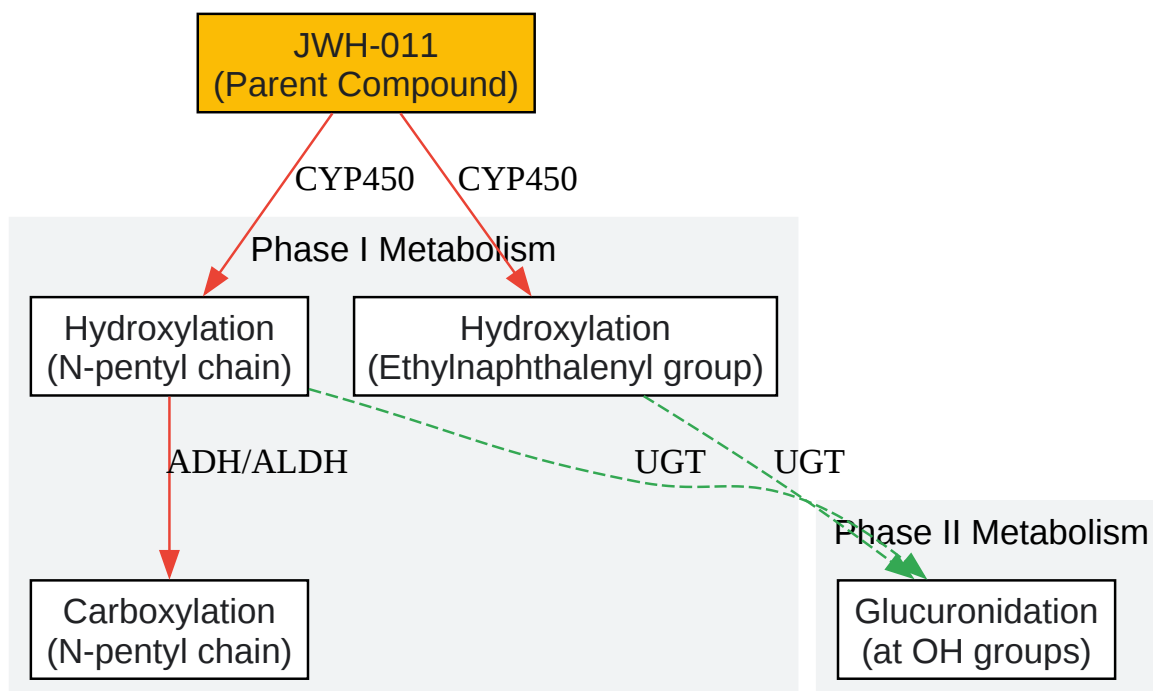 JWH-011
(Parent Compound)
CYP450
CYP450
Phase I Metabolism
Hydroxylation
(N-pentyl chain)
Hydroxylation
(Ethylnaphthalenyl group)
ADH/ALDH
UGT
UGT
Phase II Metabolism
Carboxylation
(N-pentyl chain)
Glucuronidation
(at OH groups)